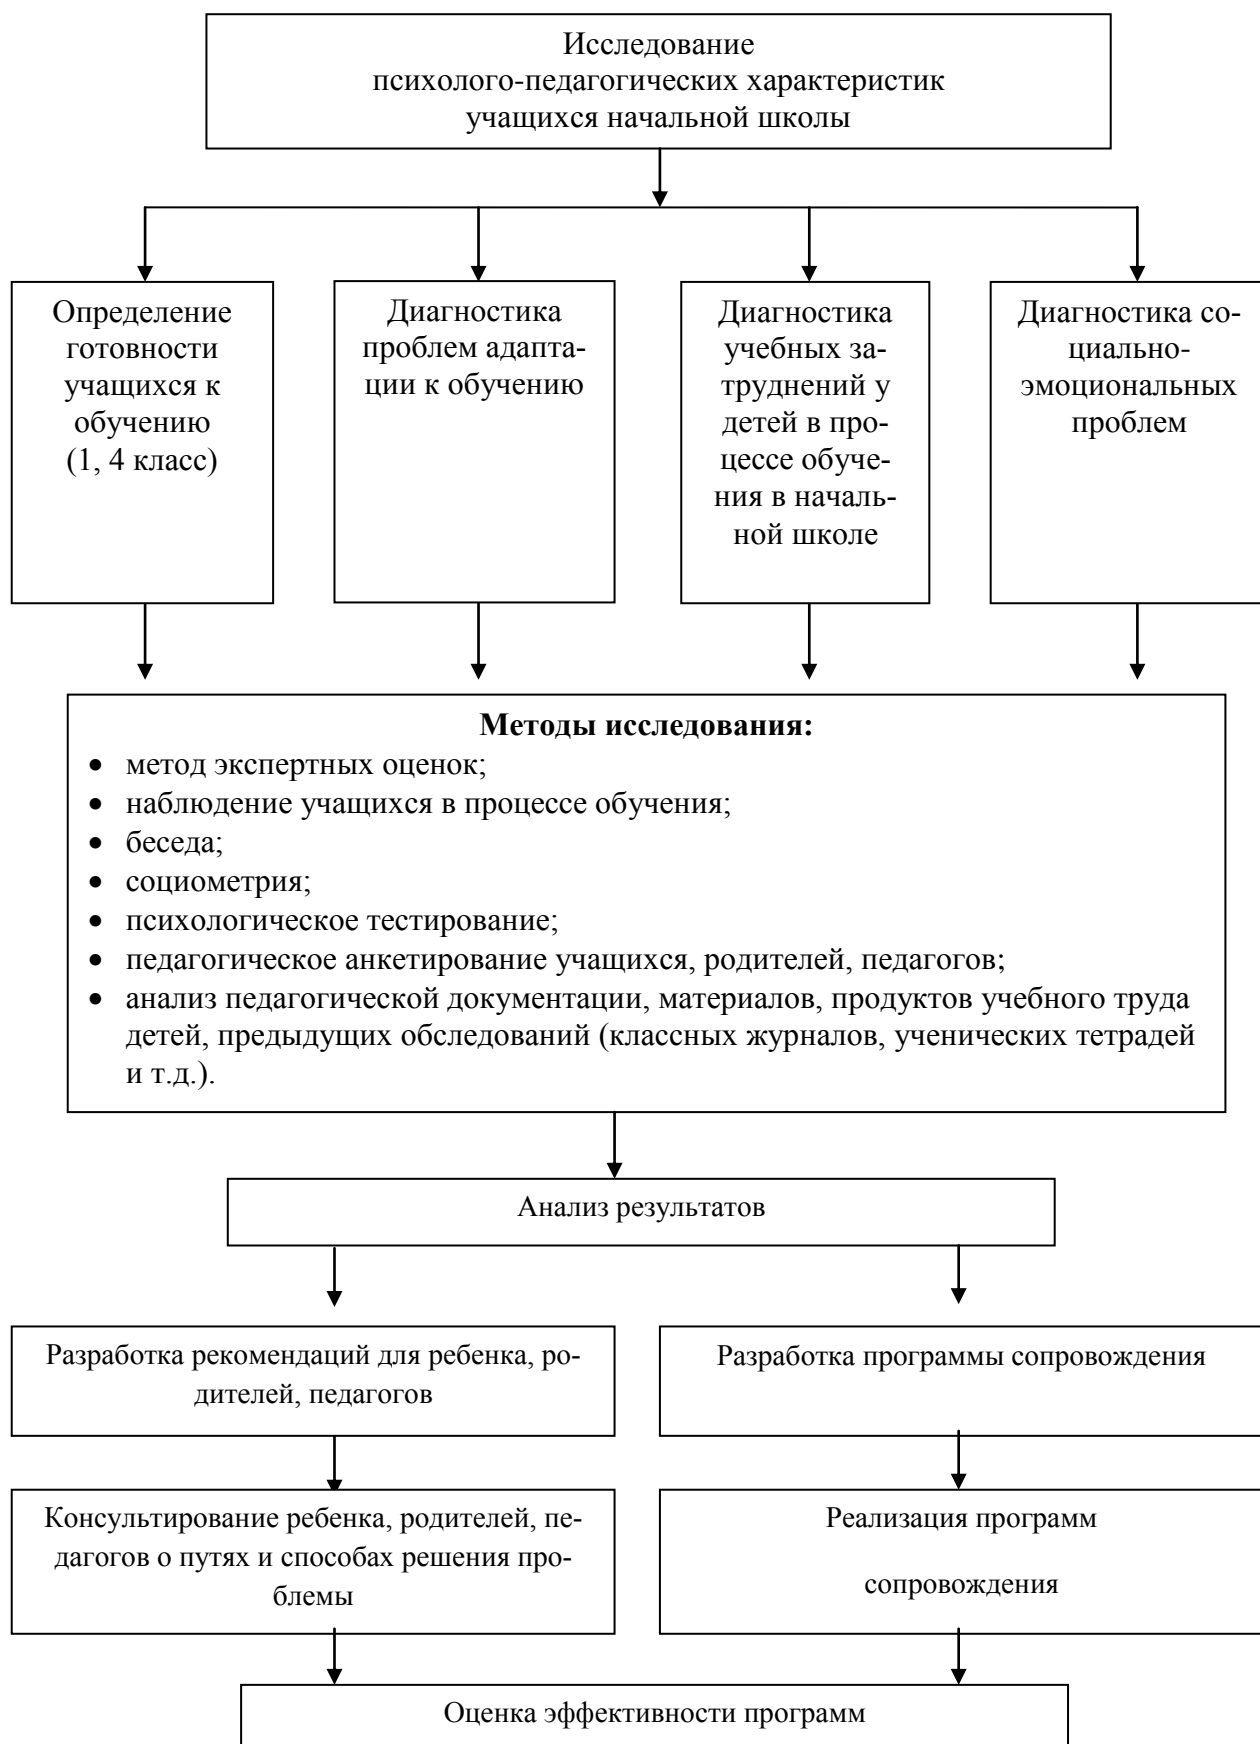 Исследование
психолого-педагогических характеристик
учащихся начальной школы
Определение
готовности
учащихся к
обучению
(1, 4 класс)
Диагностика
проблем адапта-
ции к обучению
Диагностика
учебных за-
труднений у
детей в про-
цессе обуче-
ния в началь-
ной школе
Диагностика со-
циально-
эмоциональных
проблем
Методы исследования:
• метод экспертных оценок;
• наблюдение учащихся в процессе обучения;
• беседа;
• социометрия;
• психологическое тестирование;
• педагогическое анкетирование учащихся, родителей, педагогов;
• анализ педагогической документации, материалов, продуктов учебного труда
детей, предыдущих обследований (классных журналов, ученических тетрадей
и т.д.).
Анализ результатов
Разработка рекомендаций для ребенка, ро-
дителей, педагогов
Разработка программы сопровождения
Консультирование ребенка, родителей, пе-
дагогов о путях и способах решения про-
блемы
Реализация программ
сопровождения
Оценка эффективности программ